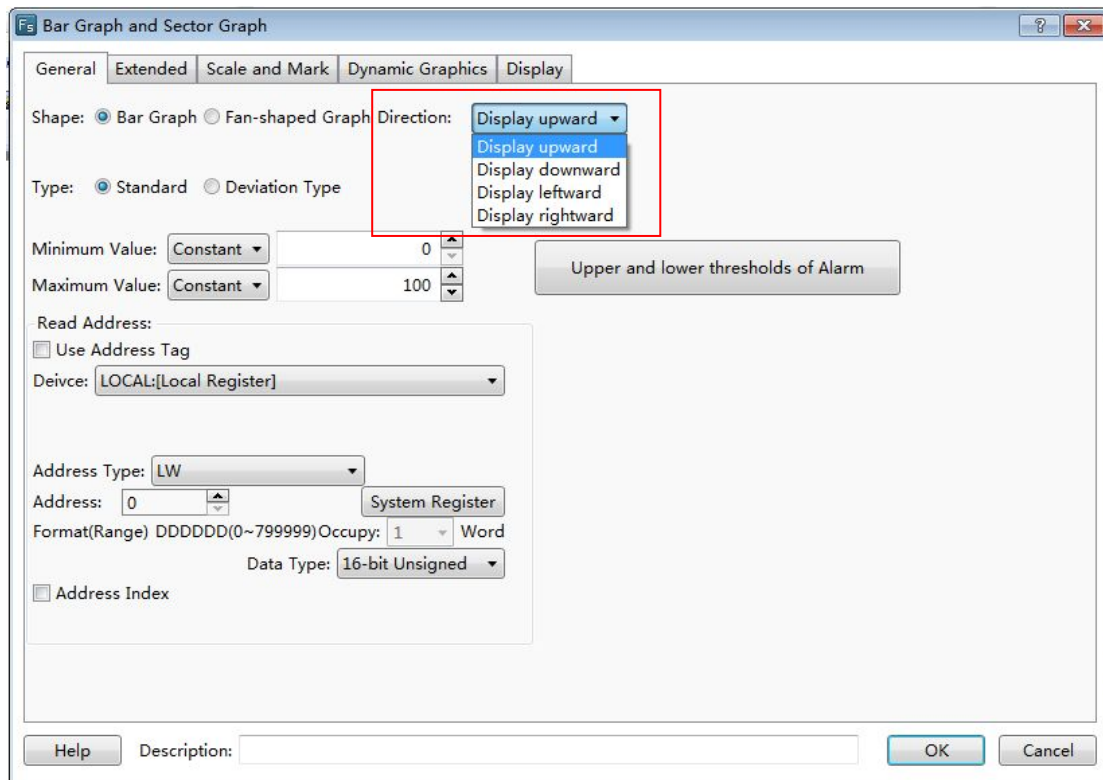 Fs Bar Graph and Sector Graph ?
General Extended Scale and Mark Dynamic Graphics Display
Shape: Bar Graph Fan-shaped Graph Direction: Display upward
Display upward
Display downward
Type: Standard Deviation Type
Display leftward
Display rightward
Minimum Value: Constant 0
Upper and lower thresholds of Alarm
Maximum Value: Constant 100
Read Address:
Use Address Tag
Deivce: LOCAL:[Local Register]
Address Type: LW
Address: 0 System Register
Format(Range) DDDDDD(0~799999)Occupy: 1 Word
Data Type: 16-bit Unsigned
Address Index
Help Description: OK Cancel